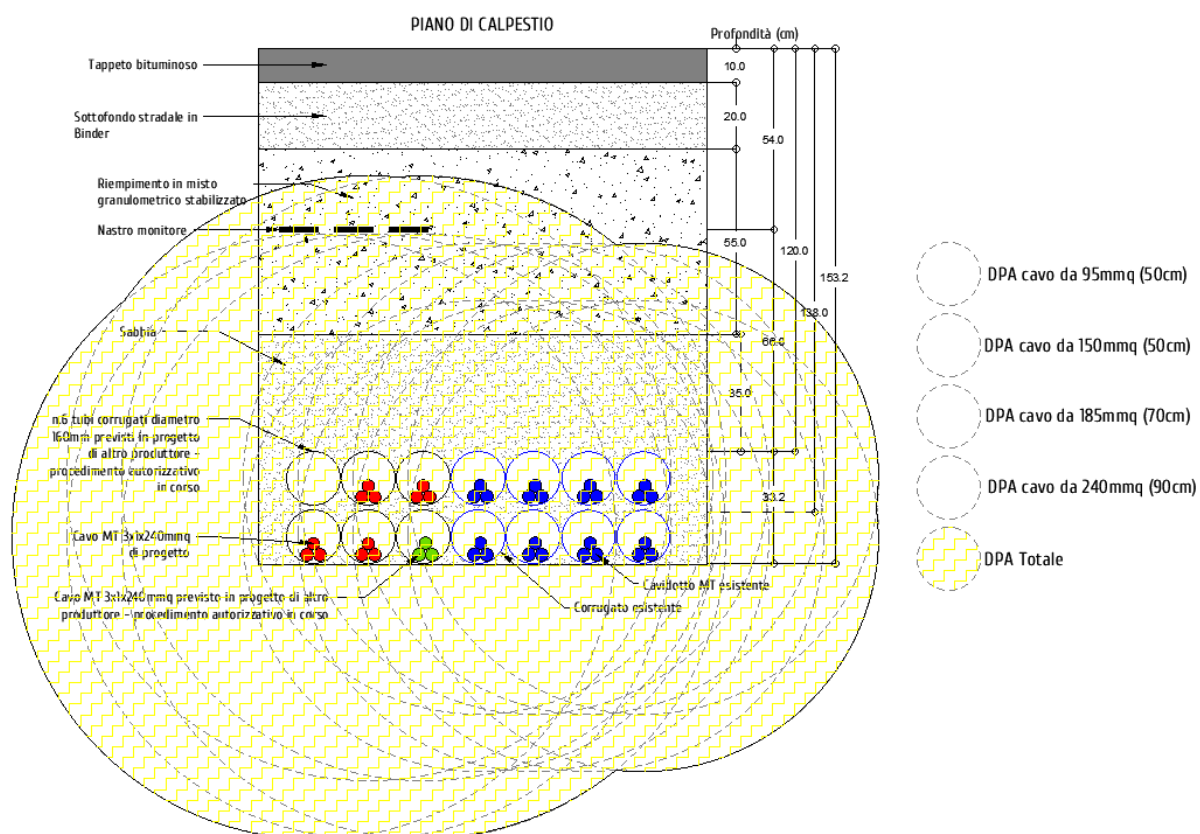 PIANO DI CALPESTIO
Profondità (cm)
Tappeto bituminoso
10.0
Sottofondo stradale in
Binder
20.0
54.0
Riempimento in misto
granulometrico stabilizzato
Nastro monitore
55.0
120.0
153.2
138.0
66.0
Sabbia
35.0
n.6 tubi corrugati diametro
160mm previsti in progetto
di altro produttore –
procedimento autorizzativo
in corso
33.2
Cavo MT 3x1x240mmq
di progetto
Cavidotto MT esistente
Cavo MT 3x1x240mmq previsto in progetto di altro
produttore – procedimento autorizzativo in corso
Corrugato esistente
DPA cavo da 95mmq (50cm)
DPA cavo da 150mmq (50cm)
DPA cavo da 185mmq (70cm)
DPA cavo da 240mmq (90cm)
DPA Totale